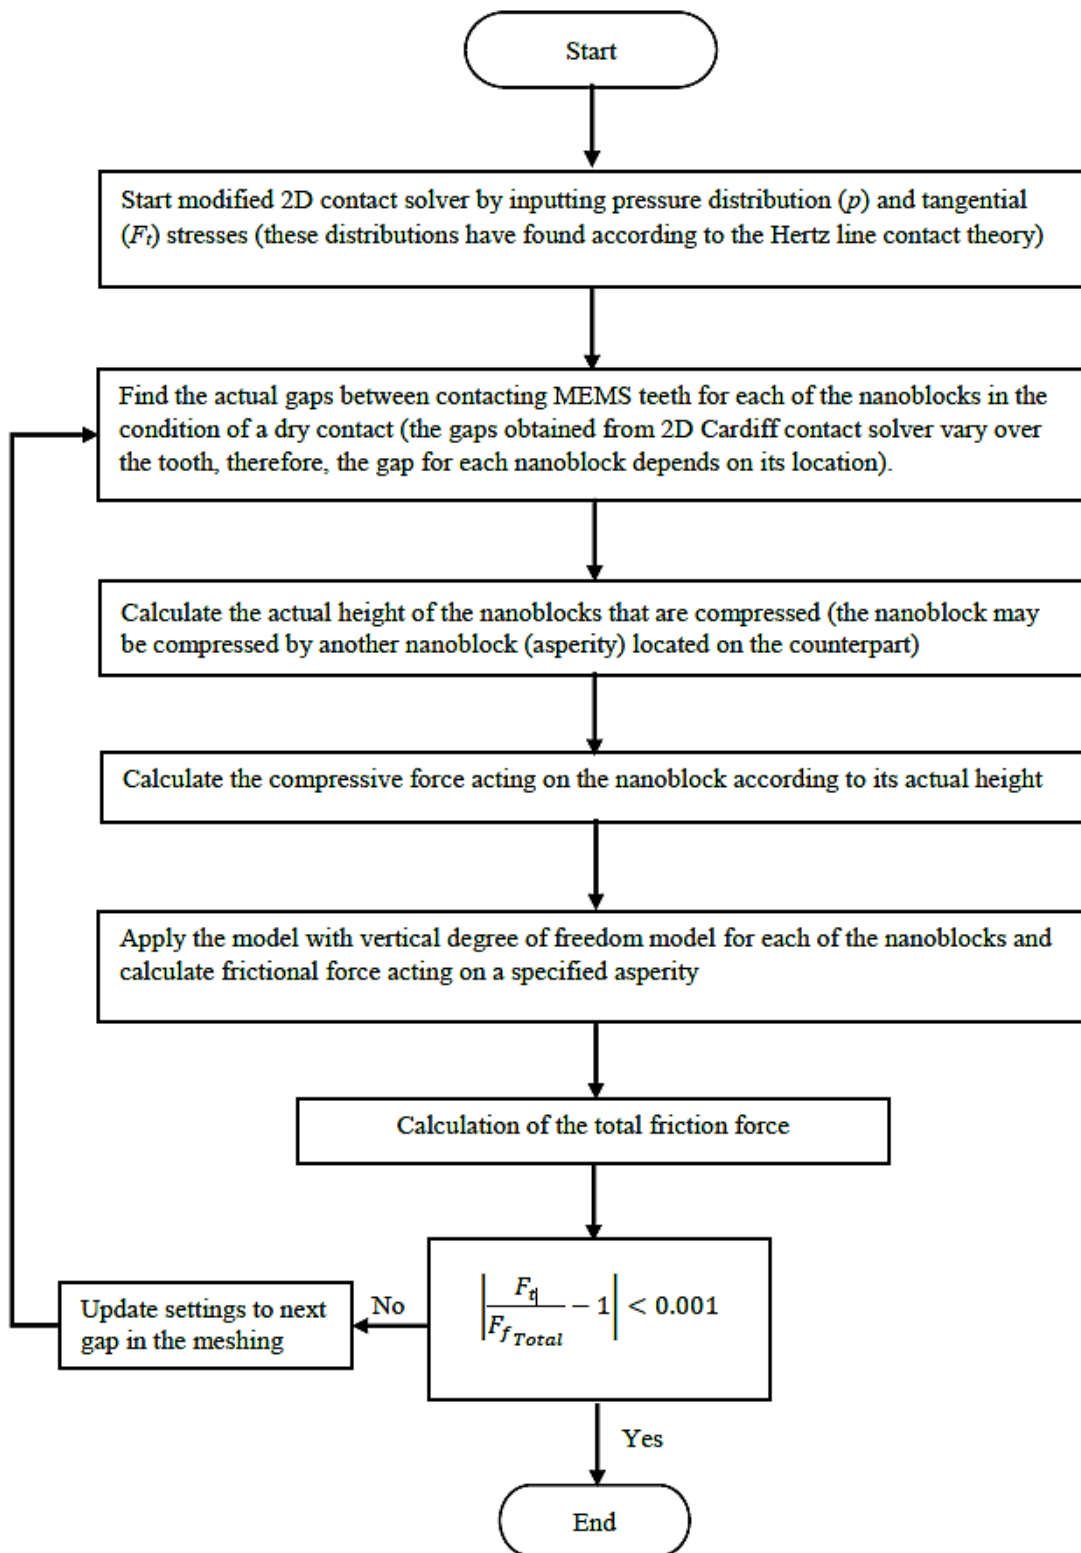 Start
Start modified 2D contact solver by inputting pressure distribution (p) and tangential
(Fₜ) stresses (these distributions have found according to the Hertz line contact theory)
Find the actual gaps between contacting MEMS teeth for each of the nanoblocks in the
condition of a dry contact (the gaps obtained from 2D Cardiff contact solver vary over
the tooth, therefore, the gap for each nanoblock depends on its location).
Calculate the actual height of the nanoblocks that are compressed (the nanoblock may
be compressed by another nanoblock (asperity) located on the counterpart)
Calculate the compressive force acting on the nanoblock according to its actual height
Apply the model with vertical degree of freedom model for each of the nanoblocks and
calculate frictional force acting on a specified asperity
Calculation of the total friction force
|F_t / F_{f_{Total}} − 1| < 0.001
No
Update settings to next
gap in the meshing
Yes
End